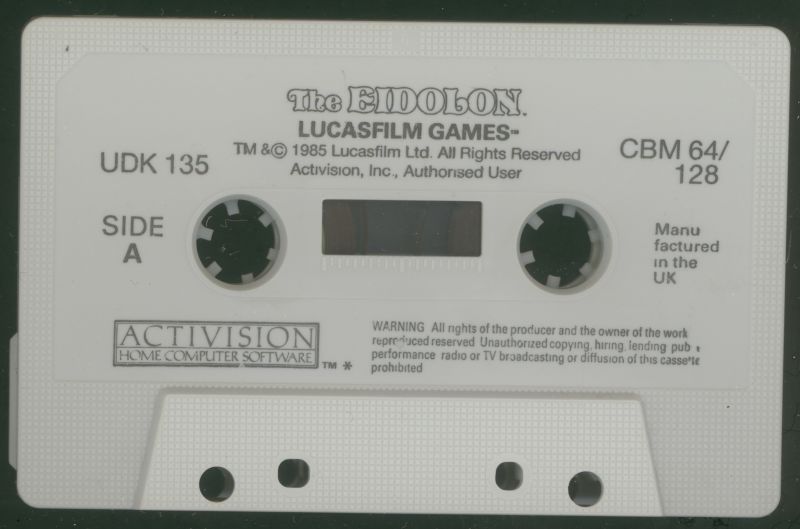 The EIDOLON™
LUCASFILM GAMES™
TM &© 1985 Lucasfilm Ltd. All Rights Reserved
Activision, Inc., Authorised User
UDK 135
CBM 64/
128
SIDE
A
Manu
factured
in the
UK
ACTIVISION
HOME COMPUTER SOFTWARE
TM *
WARNING All rights of the producer and the owner of the work
reproduced reserved Unauthorized copying, hiring, lending pub
performance radio or TV broadcasting or diffusion of this cassette
prohibited